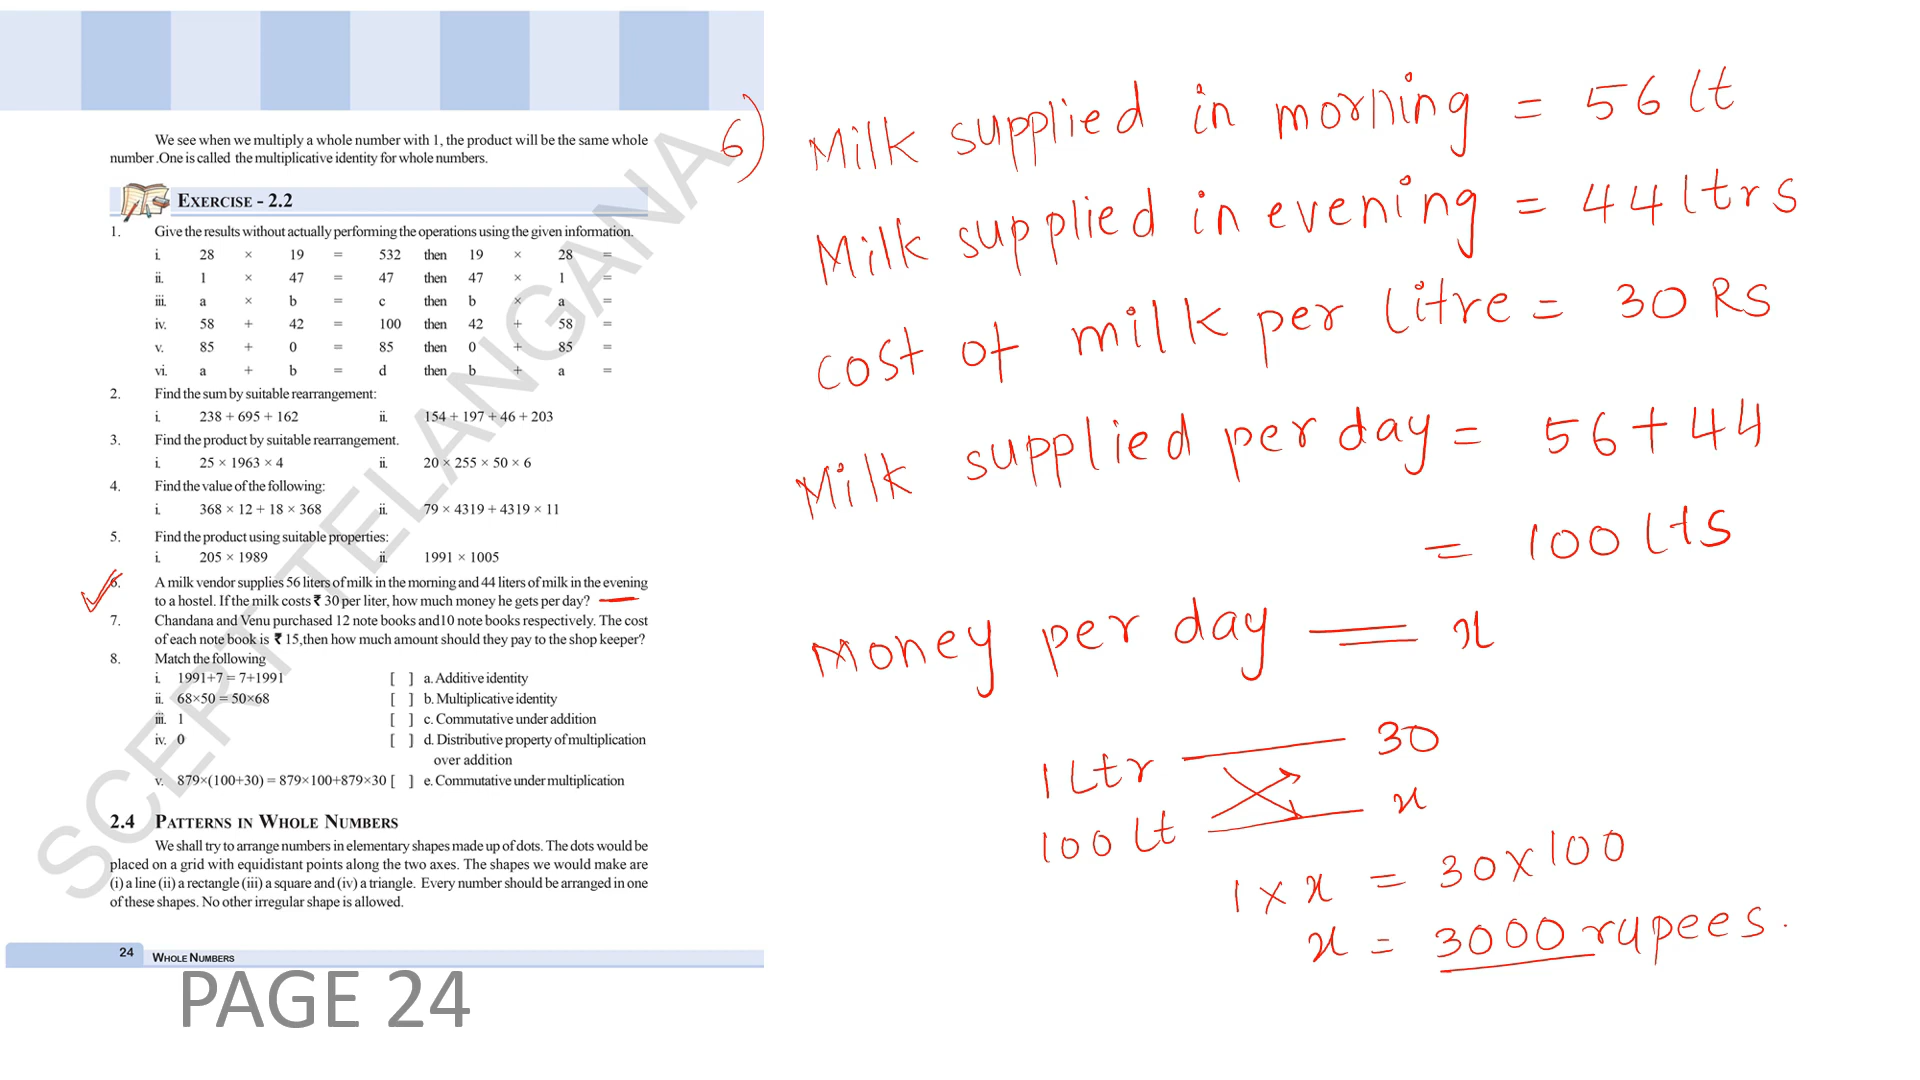 We see when we multiply a whole number with 1, the product will be the same whole
number .One is called the multiplicative identity for whole numbers.
EXERCISE - 2.2
1. Give the results without actually performing the operations using the given information.
i. 28 × 19 = 532 then 19 × 28 =
ii. 1 × 47 = 47 then 47 × 1 =
iii. a × b = c then b × a =
iv. 58 + 42 = 100 then 42 + 58 =
v. 85 + 0 = 85 then 0 + 85 =
vi. a + b = d then b + a =
2. Find the sum by suitable rearrangement:
i. 238 + 695 + 162 ii. 154 + 197 + 46 + 203
3. Find the product by suitable rearrangement.
i. 25 × 1963 × 4 ii. 20 × 255 × 50 × 6
4. Find the value of the following:
i. 368 × 12 + 18 × 368 ii. 79 × 4319 + 4319 × 11
5. Find the product using suitable properties:
i. 205 × 1989 ii. 1991 × 1005
6. A milk vendor supplies 56 liters of milk in the morning and 44 liters of milk in the evening
to a hostel. If the milk costs ₹ 30 per liter, how much money he gets per day?
7. Chandana and Venu purchased 12 note books and10 note books respectively. The cost
of each note book is ₹ 15,then how much amount should they pay to the shop keeper?
8. Match the following
i. 1991+7 = 7+1991 [ ] a. Additive identity
ii. 68×50 = 50×68 [ ] b. Multiplicative identity
iii. 1 [ ] c. Commutative under addition
iv. 0 [ ] d. Distributive property of multiplication
over addition
v. 879×(100+30) = 879×100+879×30 [ ] e. Commutative under multiplication
2.4 PATTERNS IN WHOLE NUMBERS
We shall try to arrange numbers in elementary shapes made up of dots. The dots would be
placed on a grid with equidistant points along the two axes. The shapes we would make are
(i) a line (ii) a rectangle (iii) a square and (iv) a triangle. Every number should be arranged in one
of these shapes. No other irregular shape is allowed.
24 WHOLE NUMBERS
SCERT TELANGANA
PAGE 24
6) Milk supplied in morning = 56 lt
Milk supplied in evening = 44 ltrs
cost of milk per litre = 30 Rs
Milk supplied per day = 56 + 44
= 100 lts
Money per day = x
1 Ltr 30
100 lt x
1 × x = 30 × 100
x = 3000 rupees.